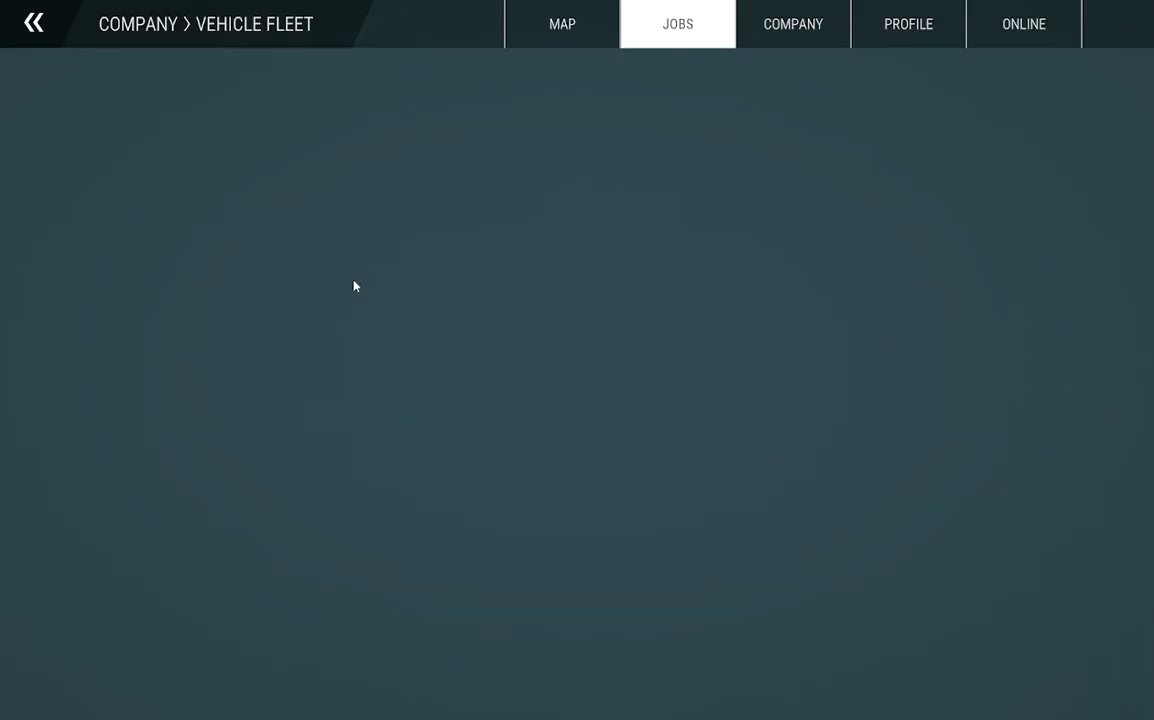 COMPANY > VEHICLE FLEET
MAP
JOBS
COMPANY
PROFILE
ONLINE